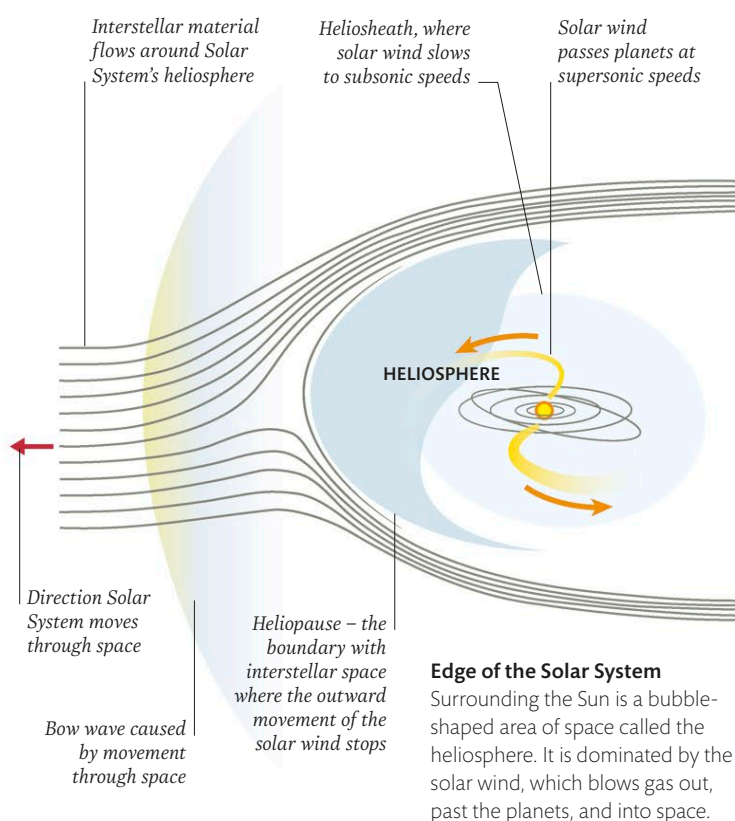 Interstellar material
flows around Solar
System’s heliosphere
Heliosheath, where
solar wind slows
to subsonic speeds
Solar wind
passes planets at
supersonic speeds
HELIOSPHERE
Direction Solar
System moves
through space
Bow wave caused
by movement
through space
Heliopause – the
boundary with
interstellar space
where the outward
movement of the
solar wind stops
Edge of the Solar System
Surrounding the Sun is a bubble-
shaped area of space called the
heliosphere. It is dominated by the
solar wind, which blows gas out,
past the planets, and into space.